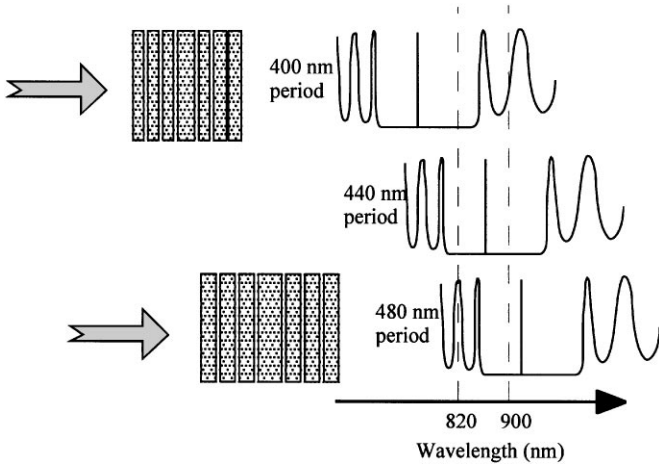 400 nm
period
440 nm
period
480 nm
period
820 900
Wavelength (nm)